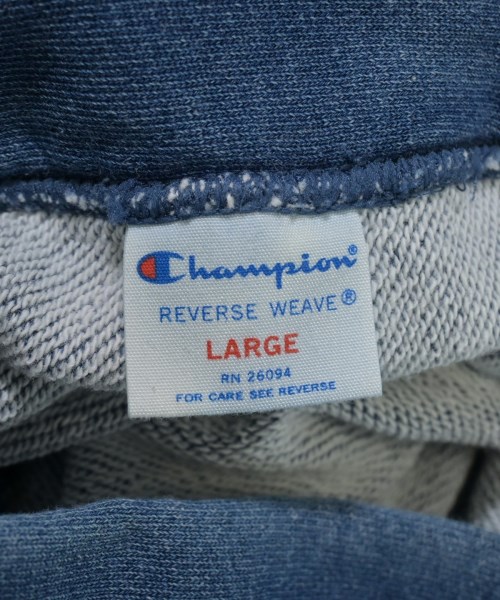 Champion®
REVERSE WEAVE®
LARGE
RN 26094
FOR CARE SEE REVERSE